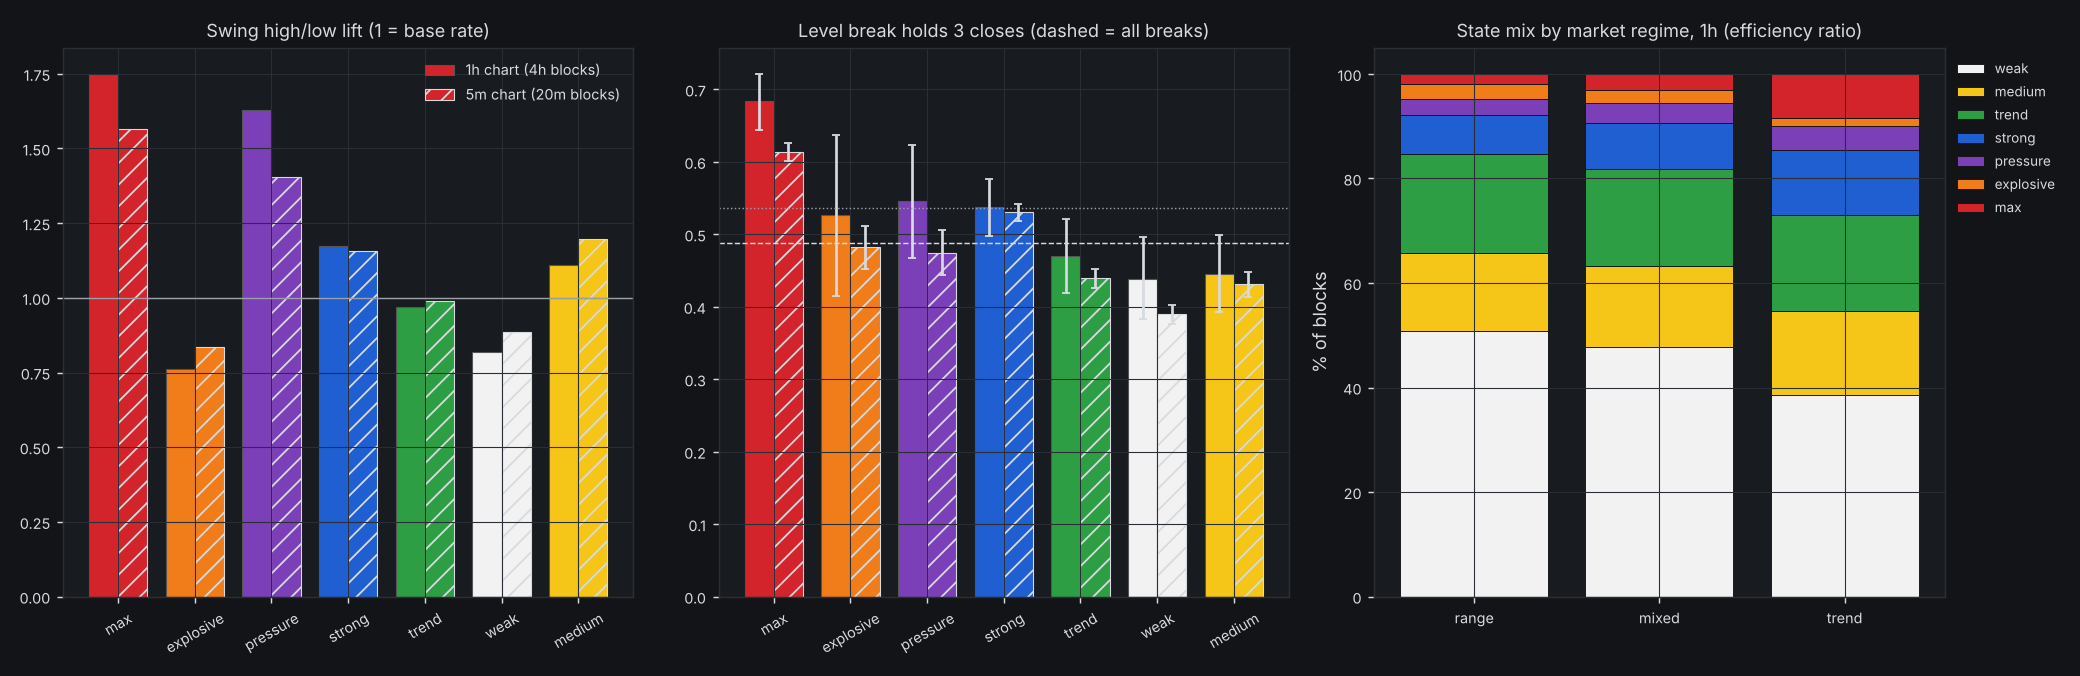 Swing high/low lift (1 = base rate)
1.75
1.50
1.25
1.00
0.75
0.50
0.25
0.00
1h chart (4h blocks)
5m chart (20m blocks)
max
explosive
pressure
strong
trend
weak
medium
Level break holds 3 closes (dashed = all breaks)
0.7
0.6
0.5
0.4
0.3
0.2
0.1
0.0
max
explosive
pressure
strong
trend
weak
medium
State mix by market regime, 1h (efficiency ratio)
% of blocks
100
80
60
40
20
0
range
mixed
trend
weak
medium
trend
strong
pressure
explosive
max